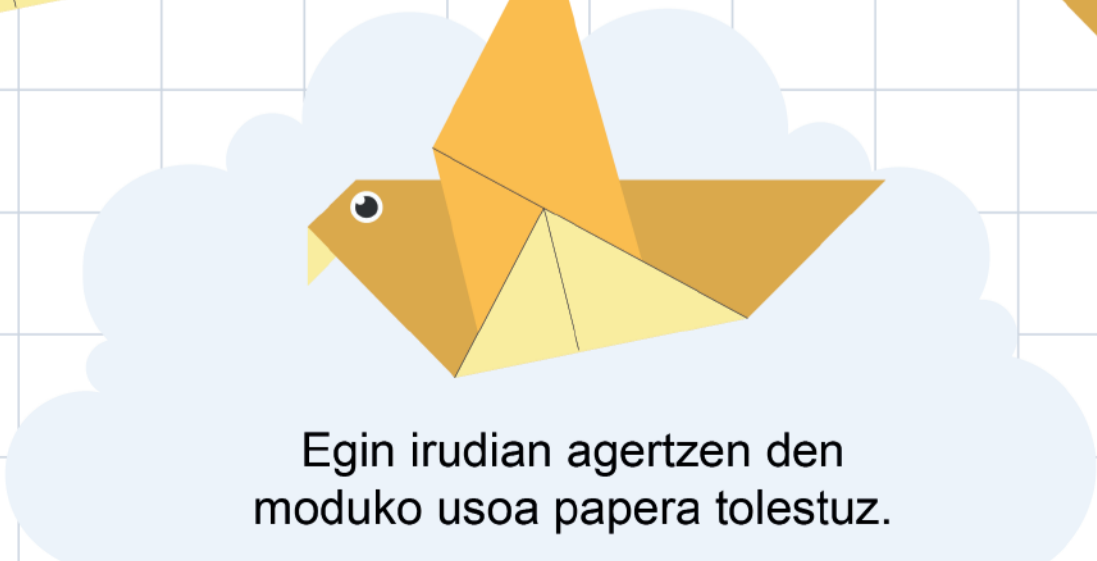 Egin irudian agertzen den
moduko usoa papera tolestuz.